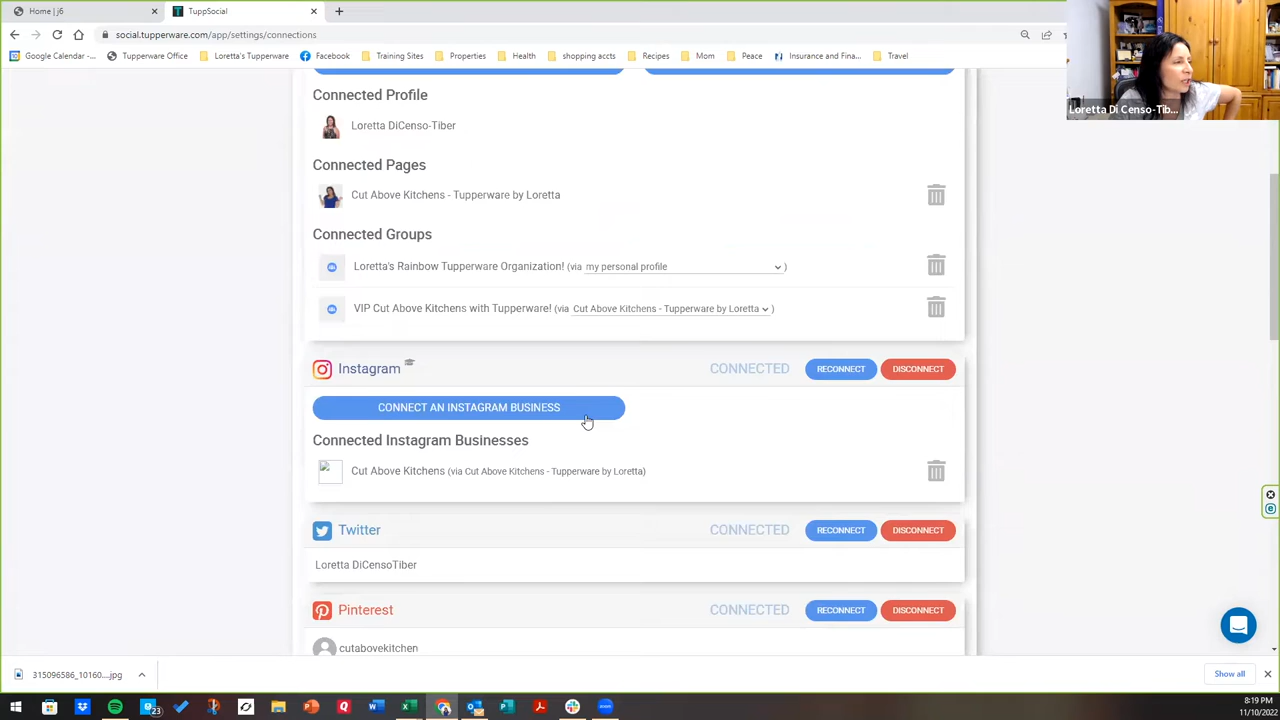 Home | j6
TuppSocial
social.tupperware.com/app/settings/connections
Google Calendar -...
Tupperware Office
Loretta's Tupperware
Facebook
Training Sites
Properties
Health
shopping accts
Recipes
Mom
Peace
Insurance and Fina...
Travel
Loretta Di Censo-Tib...
Connected Profile
Loretta DiCenso-Tiber
Connected Pages
Cut Above Kitchens - Tupperware by Loretta
Connected Groups
Loretta's Rainbow Tupperware Organization! (via my personal profile )
VIP Cut Above Kitchens with Tupperware! (via Cut Above Kitchens - Tupperware by Loretta )
Instagram CONNECTED RECONNECT DISCONNECT
CONNECT AN INSTAGRAM BUSINESS
Connected Instagram Businesses
Cut Above Kitchens (via Cut Above Kitchens - Tupperware by Loretta)
Twitter CONNECTED RECONNECT DISCONNECT
Loretta DiCensoTiber
Pinterest CONNECTED RECONNECT DISCONNECT
cutabovekitchen
315096586_10160....jpg
Show all
23
8:19 PM
11/10/2022